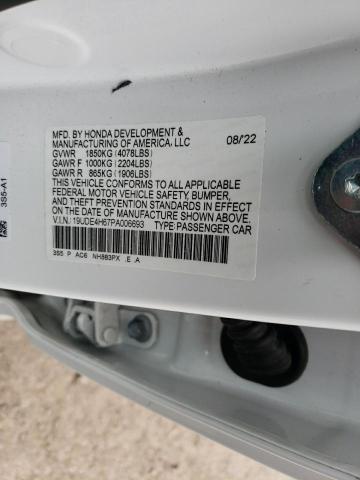 MFD. BY HONDA DEVELOPMENT & 08/'22
MANUFACTURING OF AMERICA, LLC
GVWR 1850KG(4078LBS)
GAWR F 1000KG(2204LBS)
GAWR R 865KG(1906LBS)
THIS VEHICLE CONFORMS TO ALL APPLICABLE
FEDERAL MOTOR VEHICLE SAFETY, BUMPER,
AND THEFT PREVENTION STANDARDS IN EFFECT
ON THE DATE OF MANUFACTURE SHOWN ABOVE.
V.I.N.:19UDE4H67PA006693 TYPE:PASSENGER CAR
3S5 P AC6 NH883PX .E .A
3S5-A1